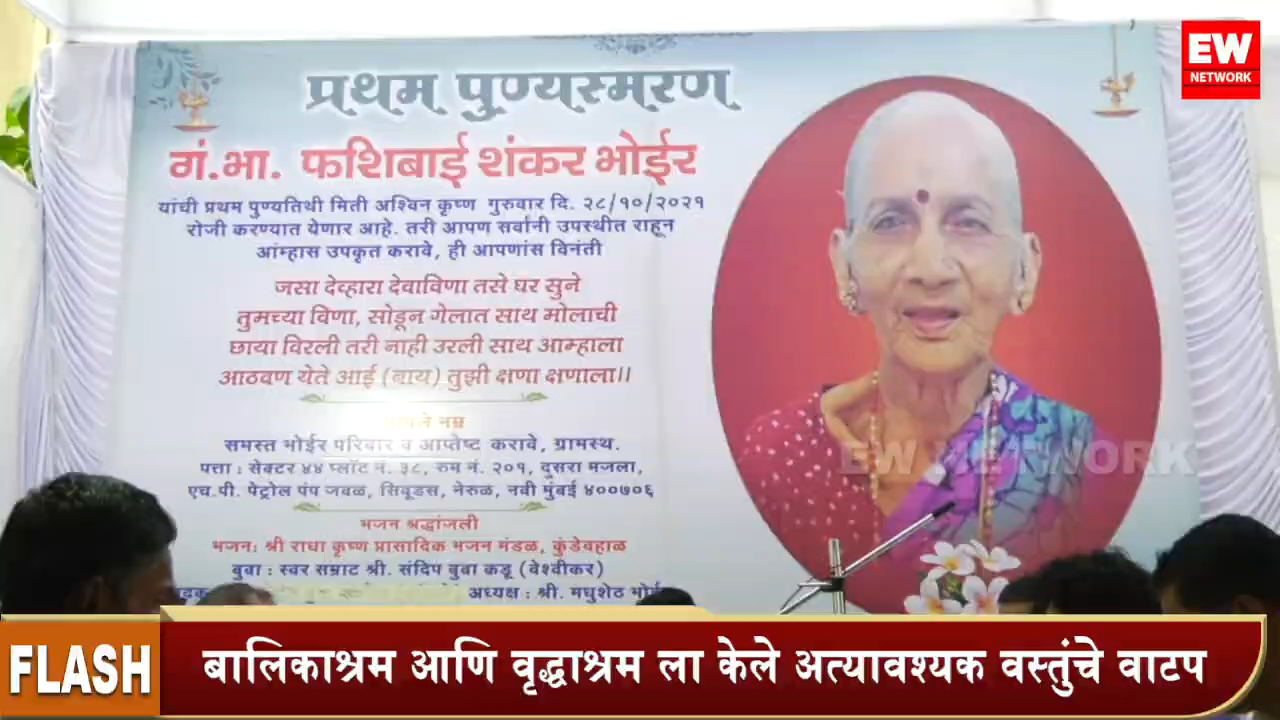 EW
NETWORK
प्रथम पुण्यस्मरण
गं.भा. फशिबाई शंकर भोईर
यांची प्रथम पुण्यतिथी मिती अश्विन कृष्ण गुरुवार दि. २८/१०/२०२१
रोजी करण्यात येणार आहे. तरी आपण सर्वांनी उपस्थीत राहून
आंम्हास उपकृत करावे, ही आपणांस विनंती
जसा देव्हारा देवाविणा तसे घर सुने
तुमच्या विणा, सोडून गेलात साथ मोलाची
छाया विरली तरी नाही उरली साथ आम्हाला
आठवण येते आई (बाय) तुझी क्षणा क्षणाला॥
नम्र
समस्त भोईर परिवार व आप्तेष्ट करावे, ग्रामस्थ.
पत्ता : सेक्टर ४४ प्लॉट नं. ३८, रुम नं. २०१, दुसरा मजला,
एच.पी. पेट्रोल पंप जवळ, सिवूडस, नेरुळ, नवी मुंबई ४००७०६
भजन श्रद्धांजली
भजन: श्री राधा कृष्ण प्रासादिक भजन मंडळ, कुंडेवहाळ
बुवा : स्वर सम्राट श्री. संदिप बुवा कडू (वेश्वीकर)
अध्यक्ष : श्री. मधुशेठ
EW NETWORK
FLASH
बालिकाश्रम आणि वृद्धाश्रम ला केले अत्यावश्यक वस्तुंचे वाटप